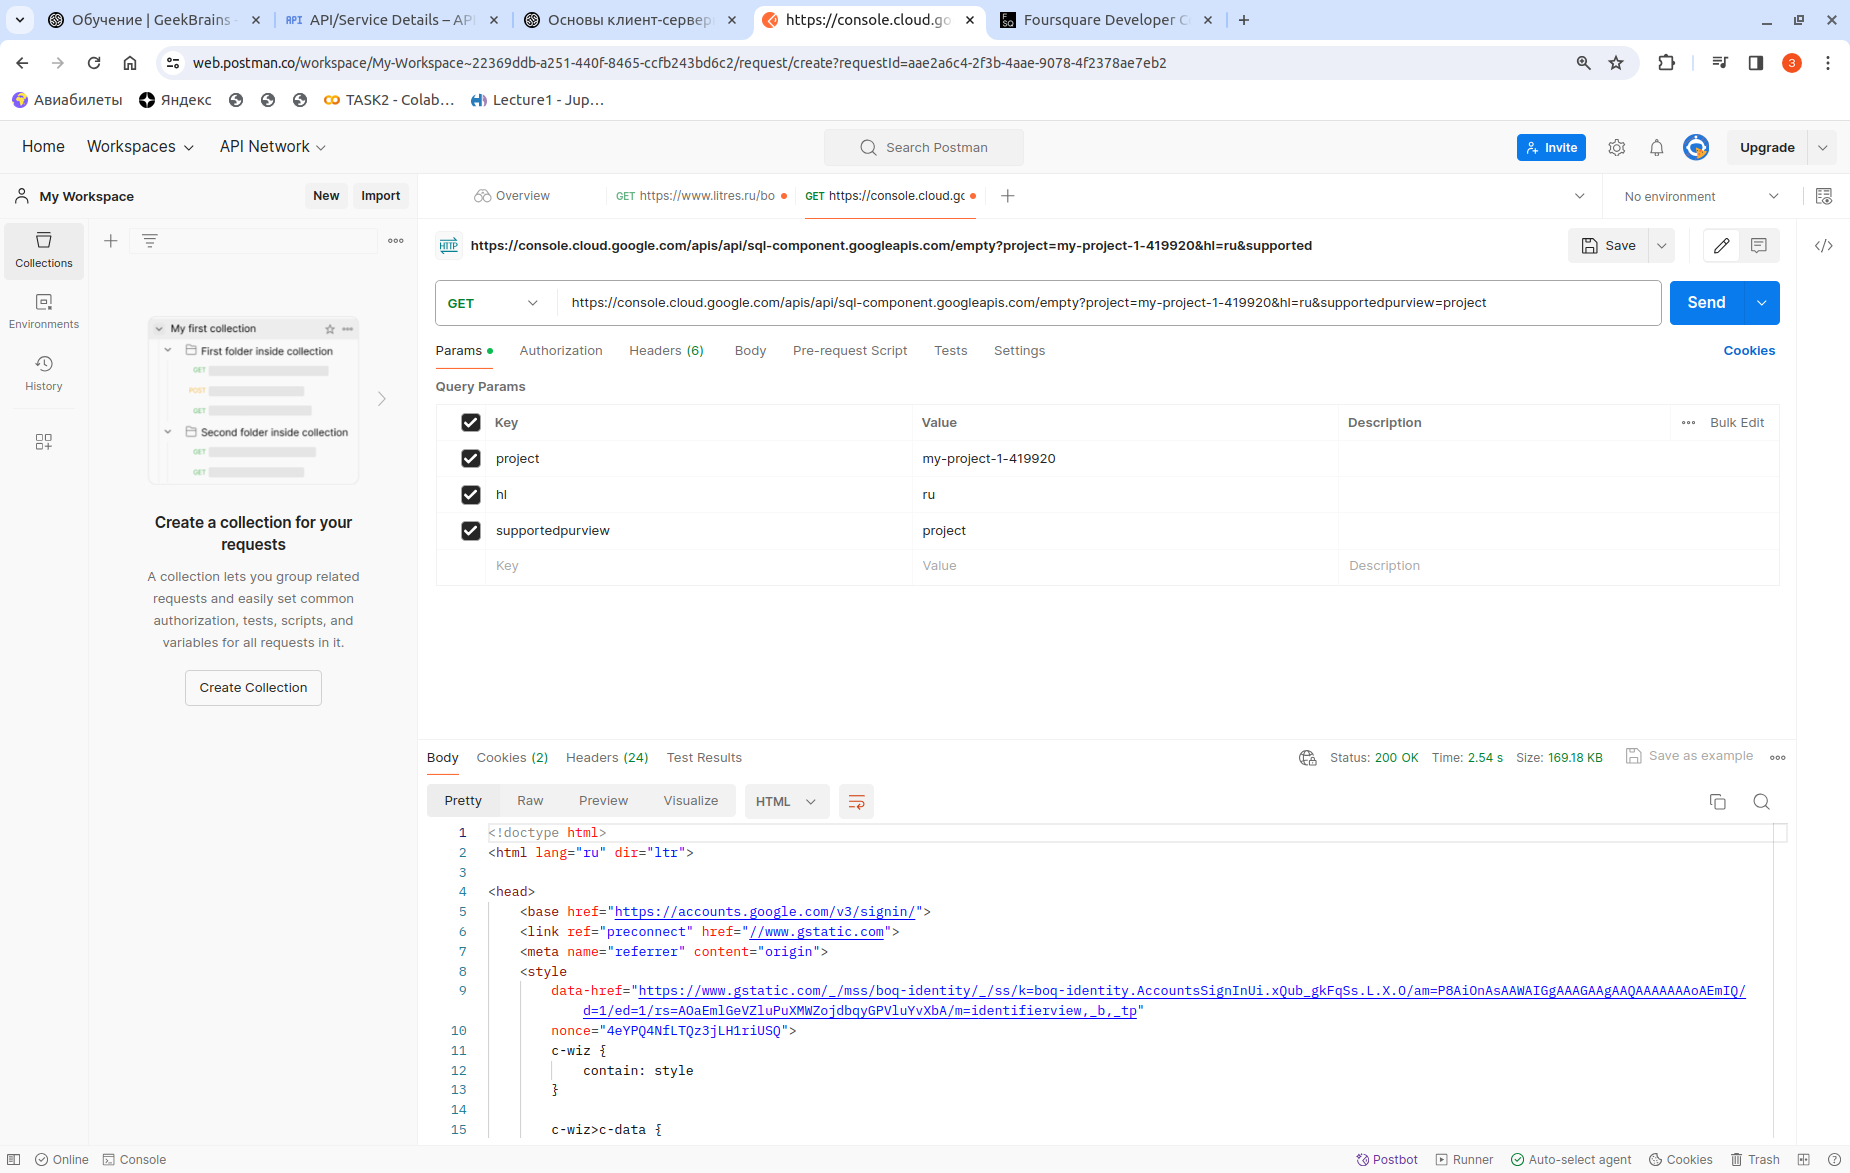 Обучение | GeekBrains -
API/Service Details – API
Основы клиент-сервер
https://console.cloud.go
Foursquare Developer C
web.postman.co/workspace/My-Workspace~22369ddb-a251-440f-8465-ccfb243bd6c2/request/create?requestId=aae2a6c4-2f3b-4aae-9078-4f2378ae7eb2
3
Авиабилеты
Яндекс
TASK2 - Colab…
Lecture1 - Jup…
Home
Workspaces
API Network
Search Postman
Invite
Upgrade
My Workspace
New
Import
Overview
GET https://www.litres.ru/bo
GET https://console.cloud.gc
No environment
Collections
Environments
History
HTTP
https://console.cloud.google.com/apis/api/sql-component.googleapis.com/empty?project=my-project-1-419920&hl=ru&supported
Save
GET
https://console.cloud.google.com/apis/api/sql-component.googleapis.com/empty?project=my-project-1-419920&hl=ru&supportedpurview=project
Send
Params
Authorization
Headers (6)
Body
Pre-request Script
Tests
Settings
Cookies
Query Params
Key
Value
Description
Bulk Edit
project
my-project-1-419920
hl
ru
supportedpurview
project
Key
Value
Description
My first collection
First folder inside collection
GET
POST
GET
Second folder inside collection
GET
GET
Create a collection for your
requests
A collection lets you group related
requests and easily set common
authorization, tests, scripts, and
variables for all requests in it.
Create Collection
Body
Cookies (2)
Headers (24)
Test Results
Status: 200 OK
Time: 2.54 s
Size: 169.18 KB
Save as example
Pretty
Raw
Preview
Visualize
HTML
1 <!doctype html>
2 <html lang="ru" dir="ltr">
3
4 <head>
5 <base href="https://accounts.google.com/v3/signin/">
6 <link ref="preconnect" href="//www.gstatic.com">
7 <meta name="referrer" content="origin">
8 <style
9 data-href="https://www.gstatic.com/_/mss/boq-identity/_/ss/k=boq-identity.AccountsSignInUi.xQub_gkFqSs.L.X.O/am=P8AiOnAsAAWAIGgAAAGAAgAAQAAAAAAAoAEmIQ/
d=1/ed=1/rs=AOaEmlGeVZluPuXMWZojdbqyGPVluYvXbA/m=identifierview,_b,_tp"
10 nonce="4eYPQ4NfLTQz3jLH1riUSQ">
11 c-wiz {
12 contain: style
13 }
14
15 c-wiz>c-data {
Online
Console
Postbot
Runner
Auto-select agent
Cookies
Trash